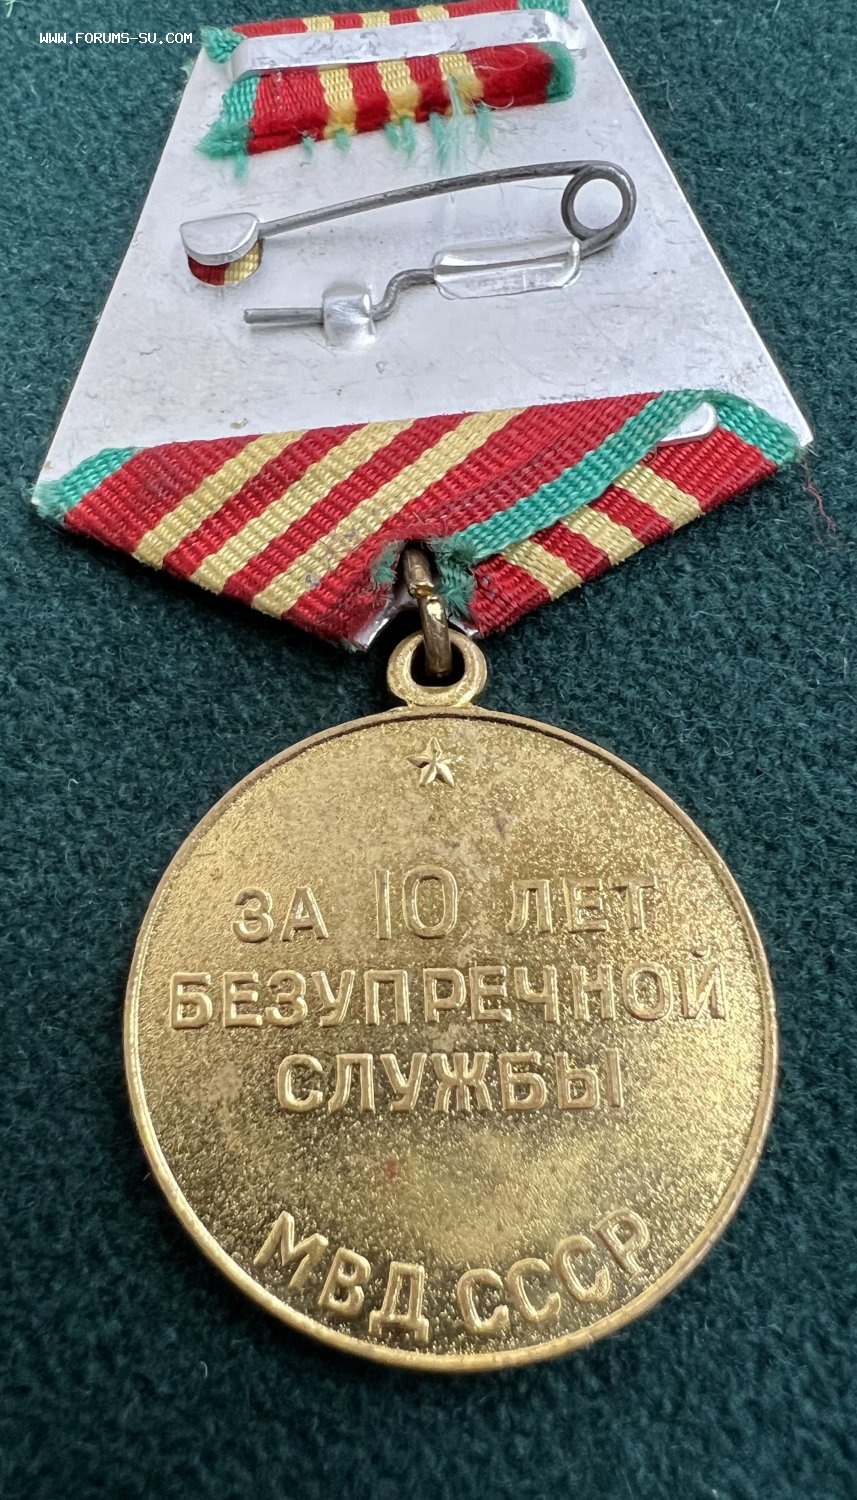 WWW.FORUMS-SU.COM
ЗА 10 ЛЕТ
БЕЗУПРЕЧНОЙ
СЛУЖБЫ
МВД СССР